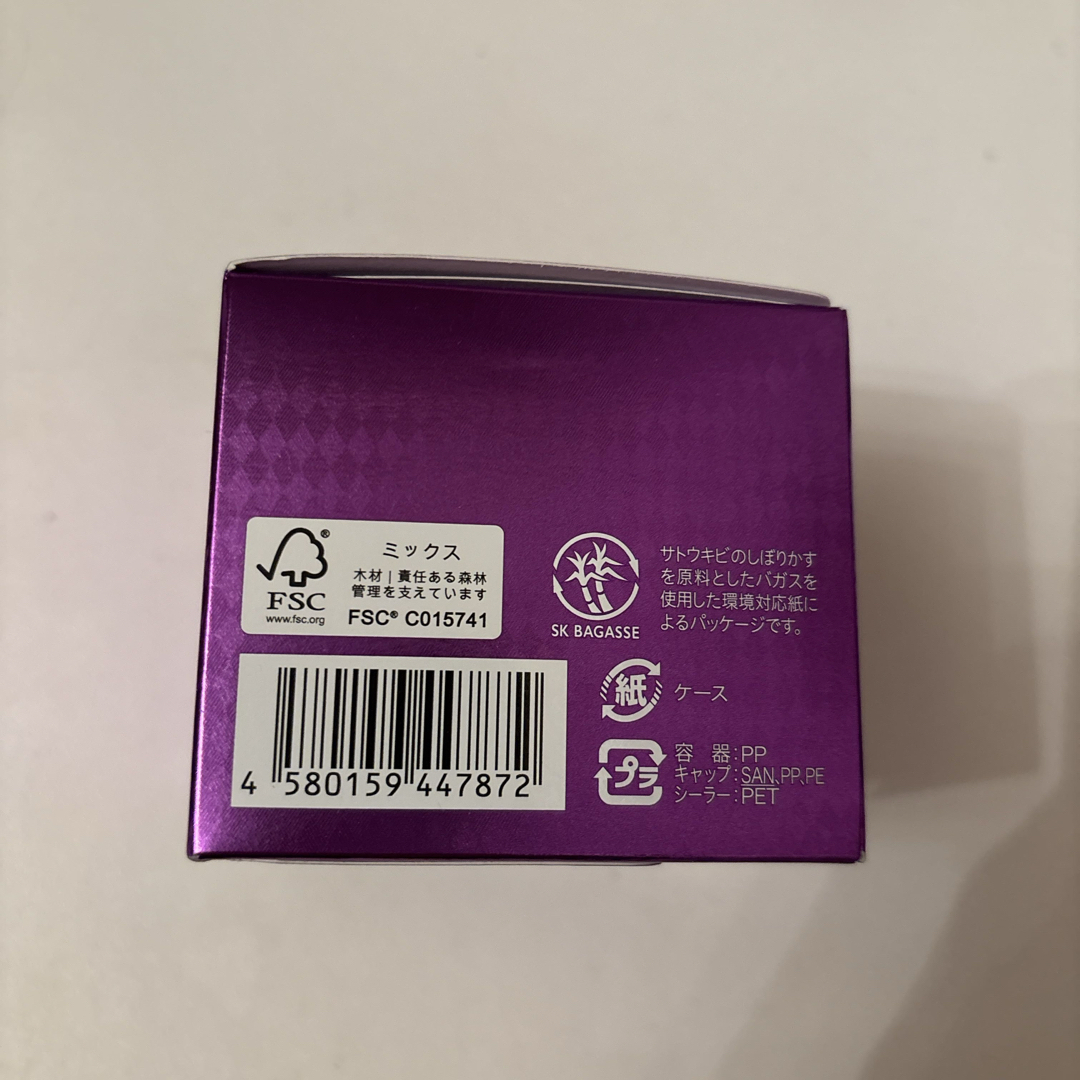 ミックス
木材 | 責任ある森林
管理を支えています
FSC® C015741
®
FSC
www.fsc.org
SK BAGASSE
サトウキビのしぼりかす
を原料としたバガスを
使用した環境対応紙に
よるパッケージです。
紙 ケース
プラ
容 器:PP
キャップ:SAN,PP,PE
シーラー:PET
4 580159 447872